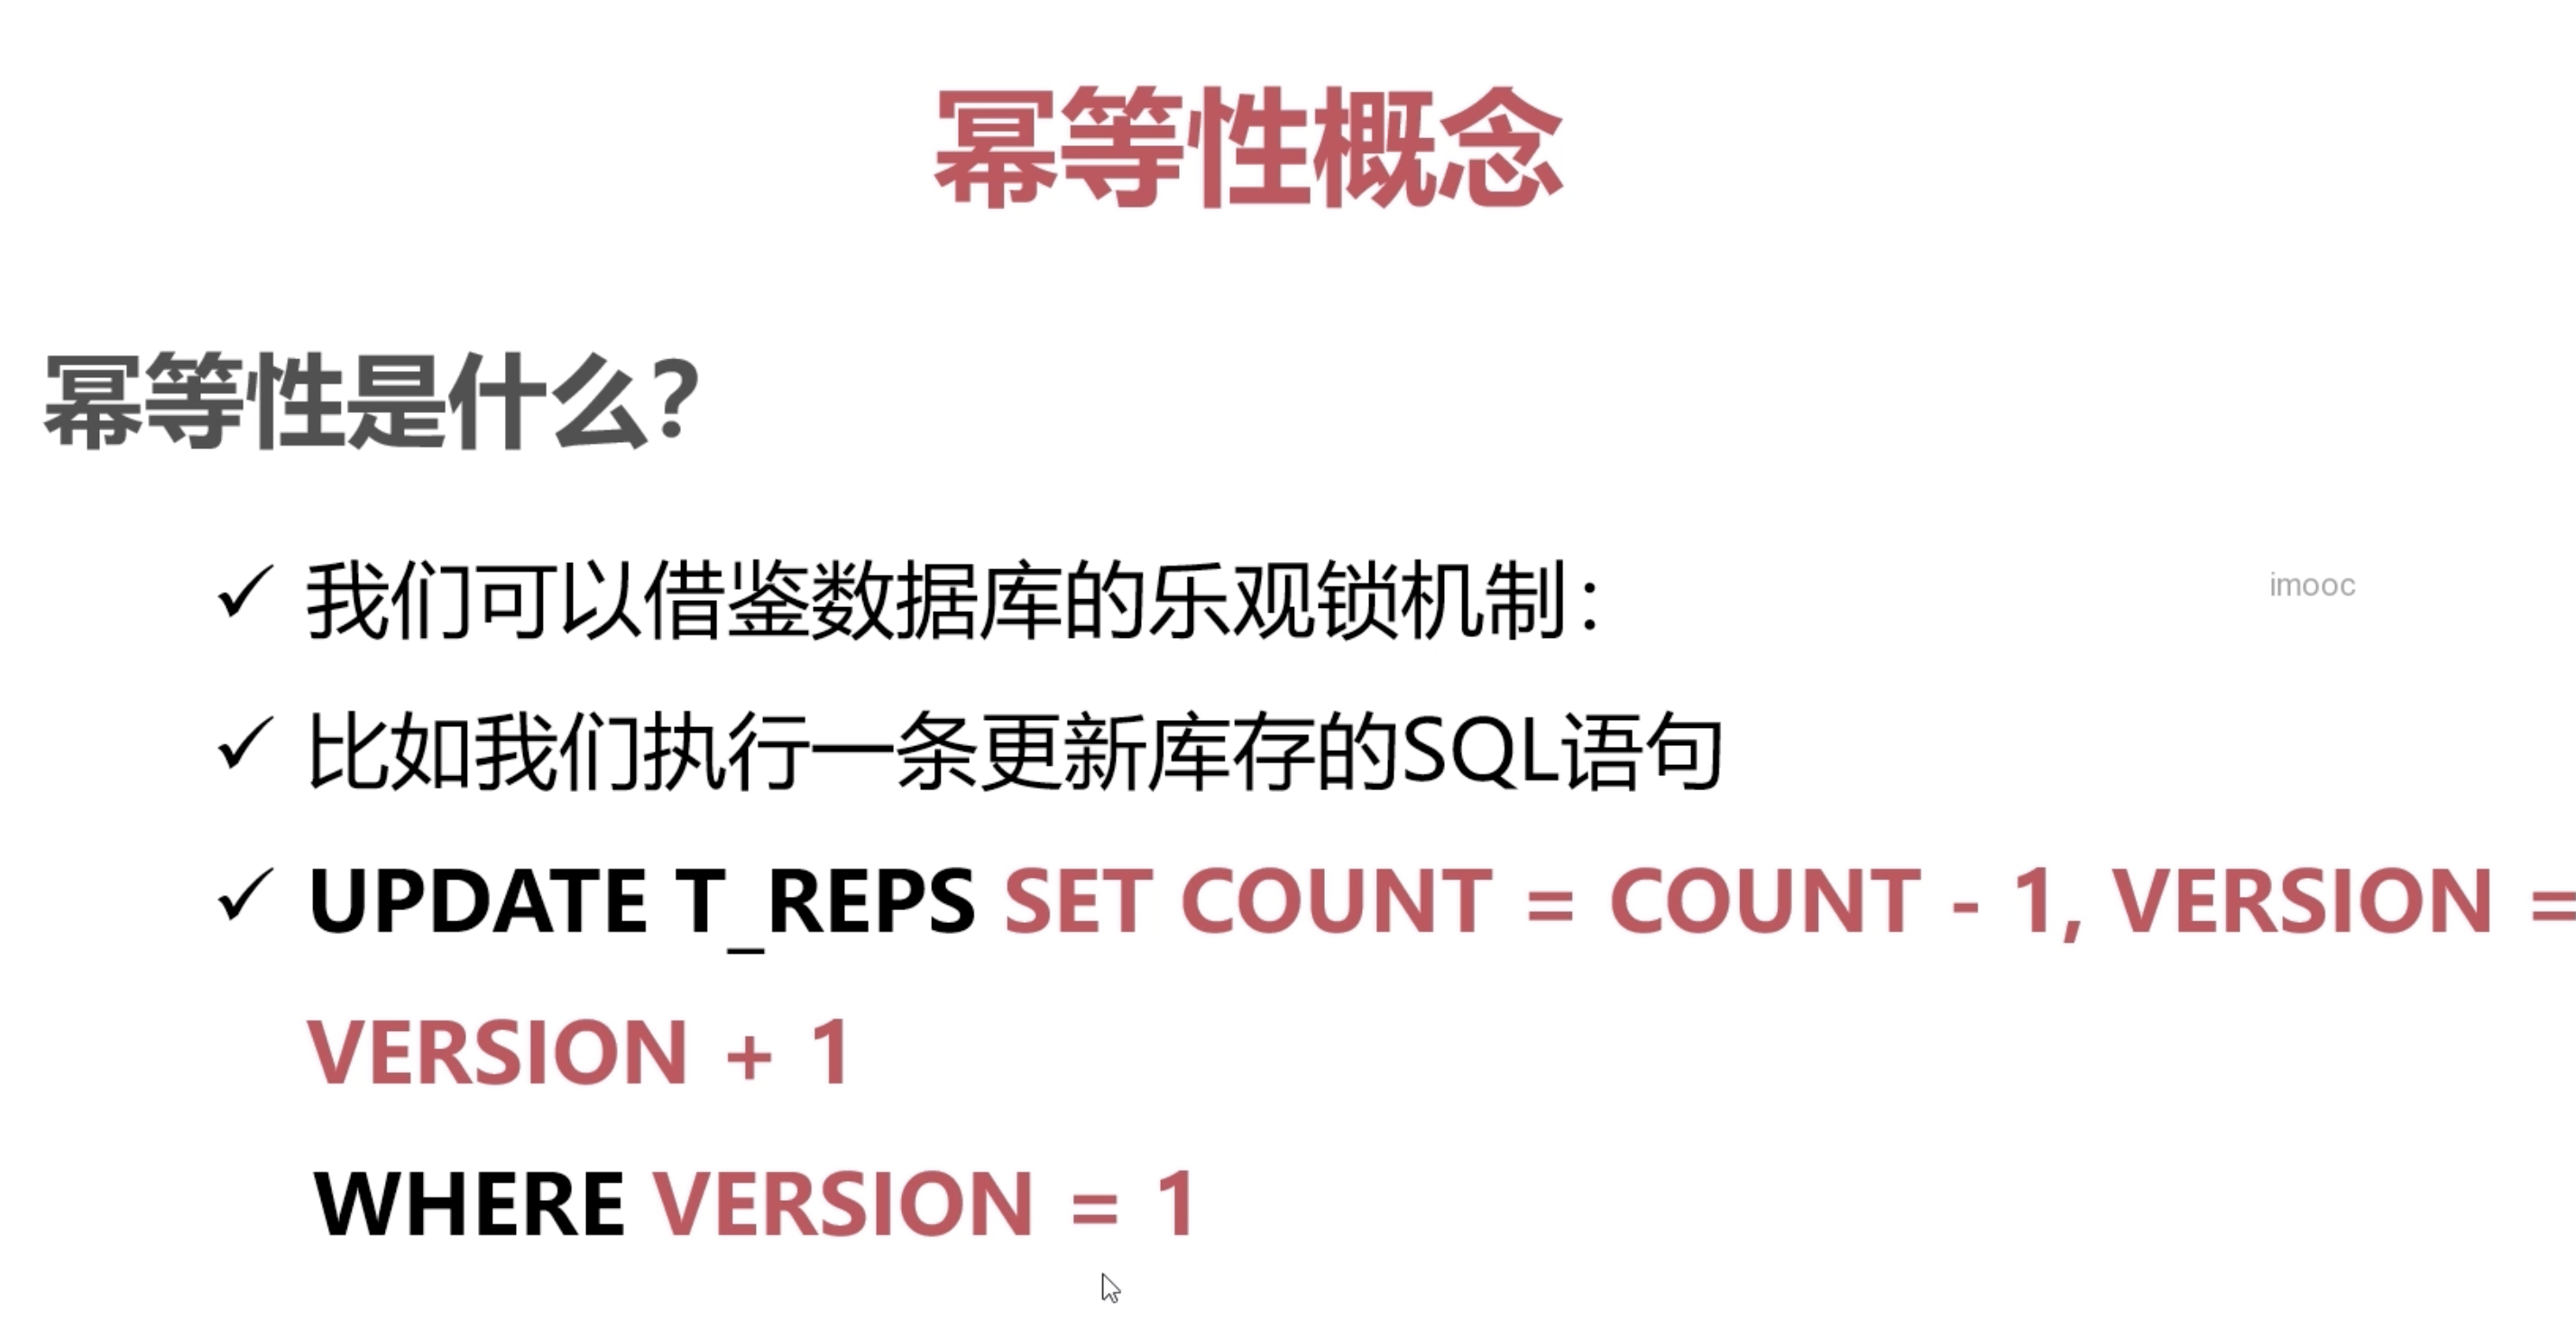 幂等性概念
幂等性是什么？
✓ 我们可以借鉴数据库的乐观锁机制：
imooc
✓ 比如我们执行一条更新库存的SQL语句
✓ UPDATE T_REPS SET COUNT = COUNT - 1, VERSION =
VERSION + 1
WHERE VERSION = 1